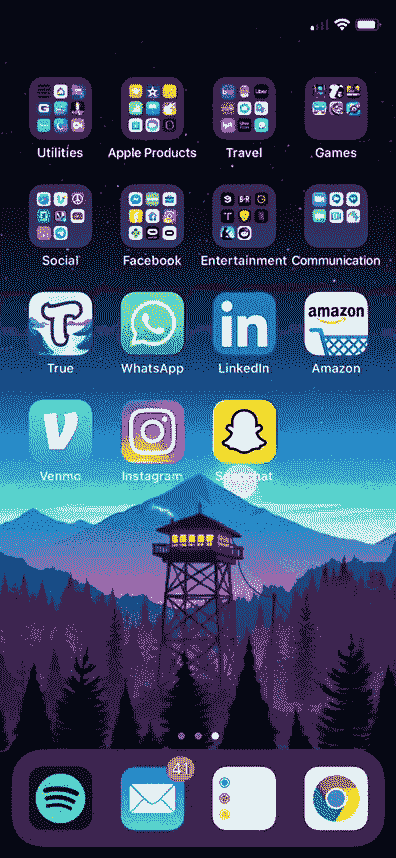 Utilities
Apple Products
Travel
Games
Social
Facebook
Entertainment
Communication
True
WhatsApp
LinkedIn
amazon
Amazon
Venmo
Instagram
Snapchat
41